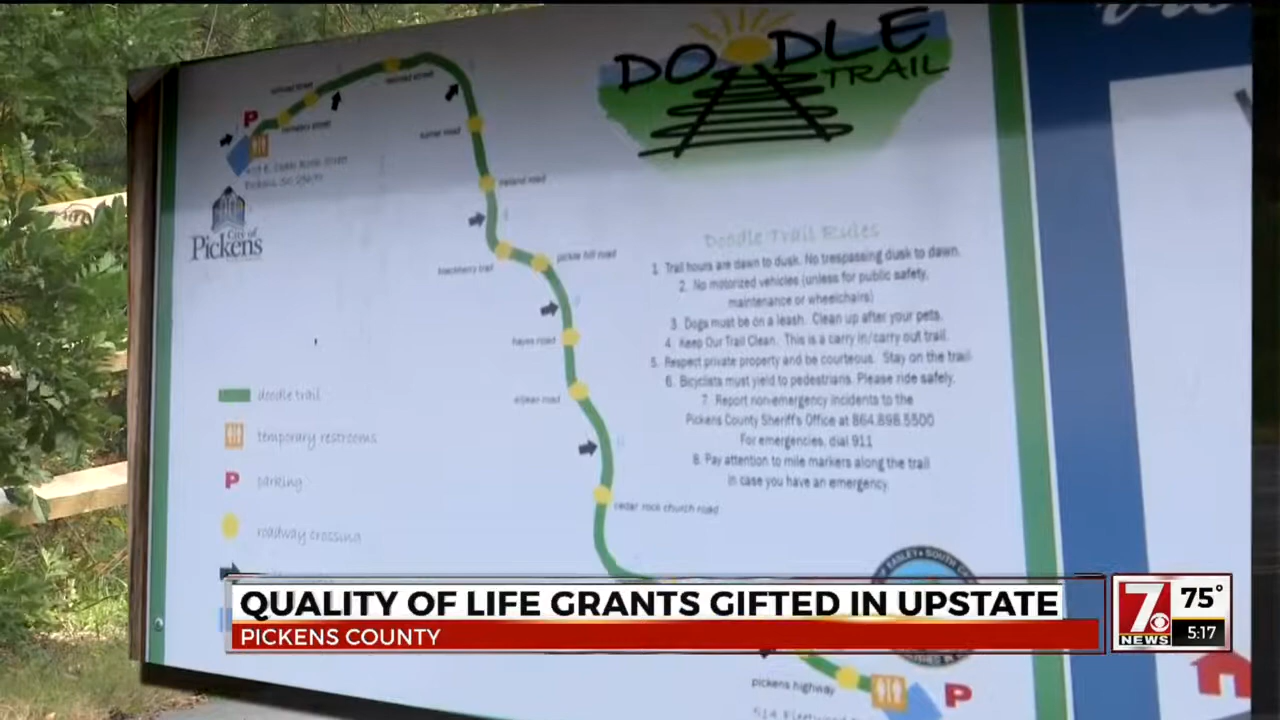 DOODLE
TRAIL
P
City of
Pickens
turner road
ireland road
blackberry trail
pickle hill road
hayes road
cedar rock church road
Doodle Trail Rules
1. Trail hours are dawn to dusk. No trespassing dusk to dawn.
2. No motorized vehicles (unless for public safety,
maintenance or wheelchairs)
3. Dogs must be on a leash. Clean up after your pets.
4. Keep Our Trail Clean. This is a carry in/carry out trail.
5. Respect private property and be courteous. Stay on the trail
6. Bicyclists must yield to pedestrians. Please ride safely.
7. Report non-emergency incidents to the
Pickens County Sheriff's Office at 864.898.5500
For emergencies, dial 911
8. Pay attention to mile markers along the trail
in case you have an emergency.
doodle trail
temporary restrooms
P parking
roadway crossing
QUALITY OF LIFE GRANTS GIFTED IN UPSTATE
PICKENS COUNTY
7
NEWS
75°
5:17
pickens highway
P